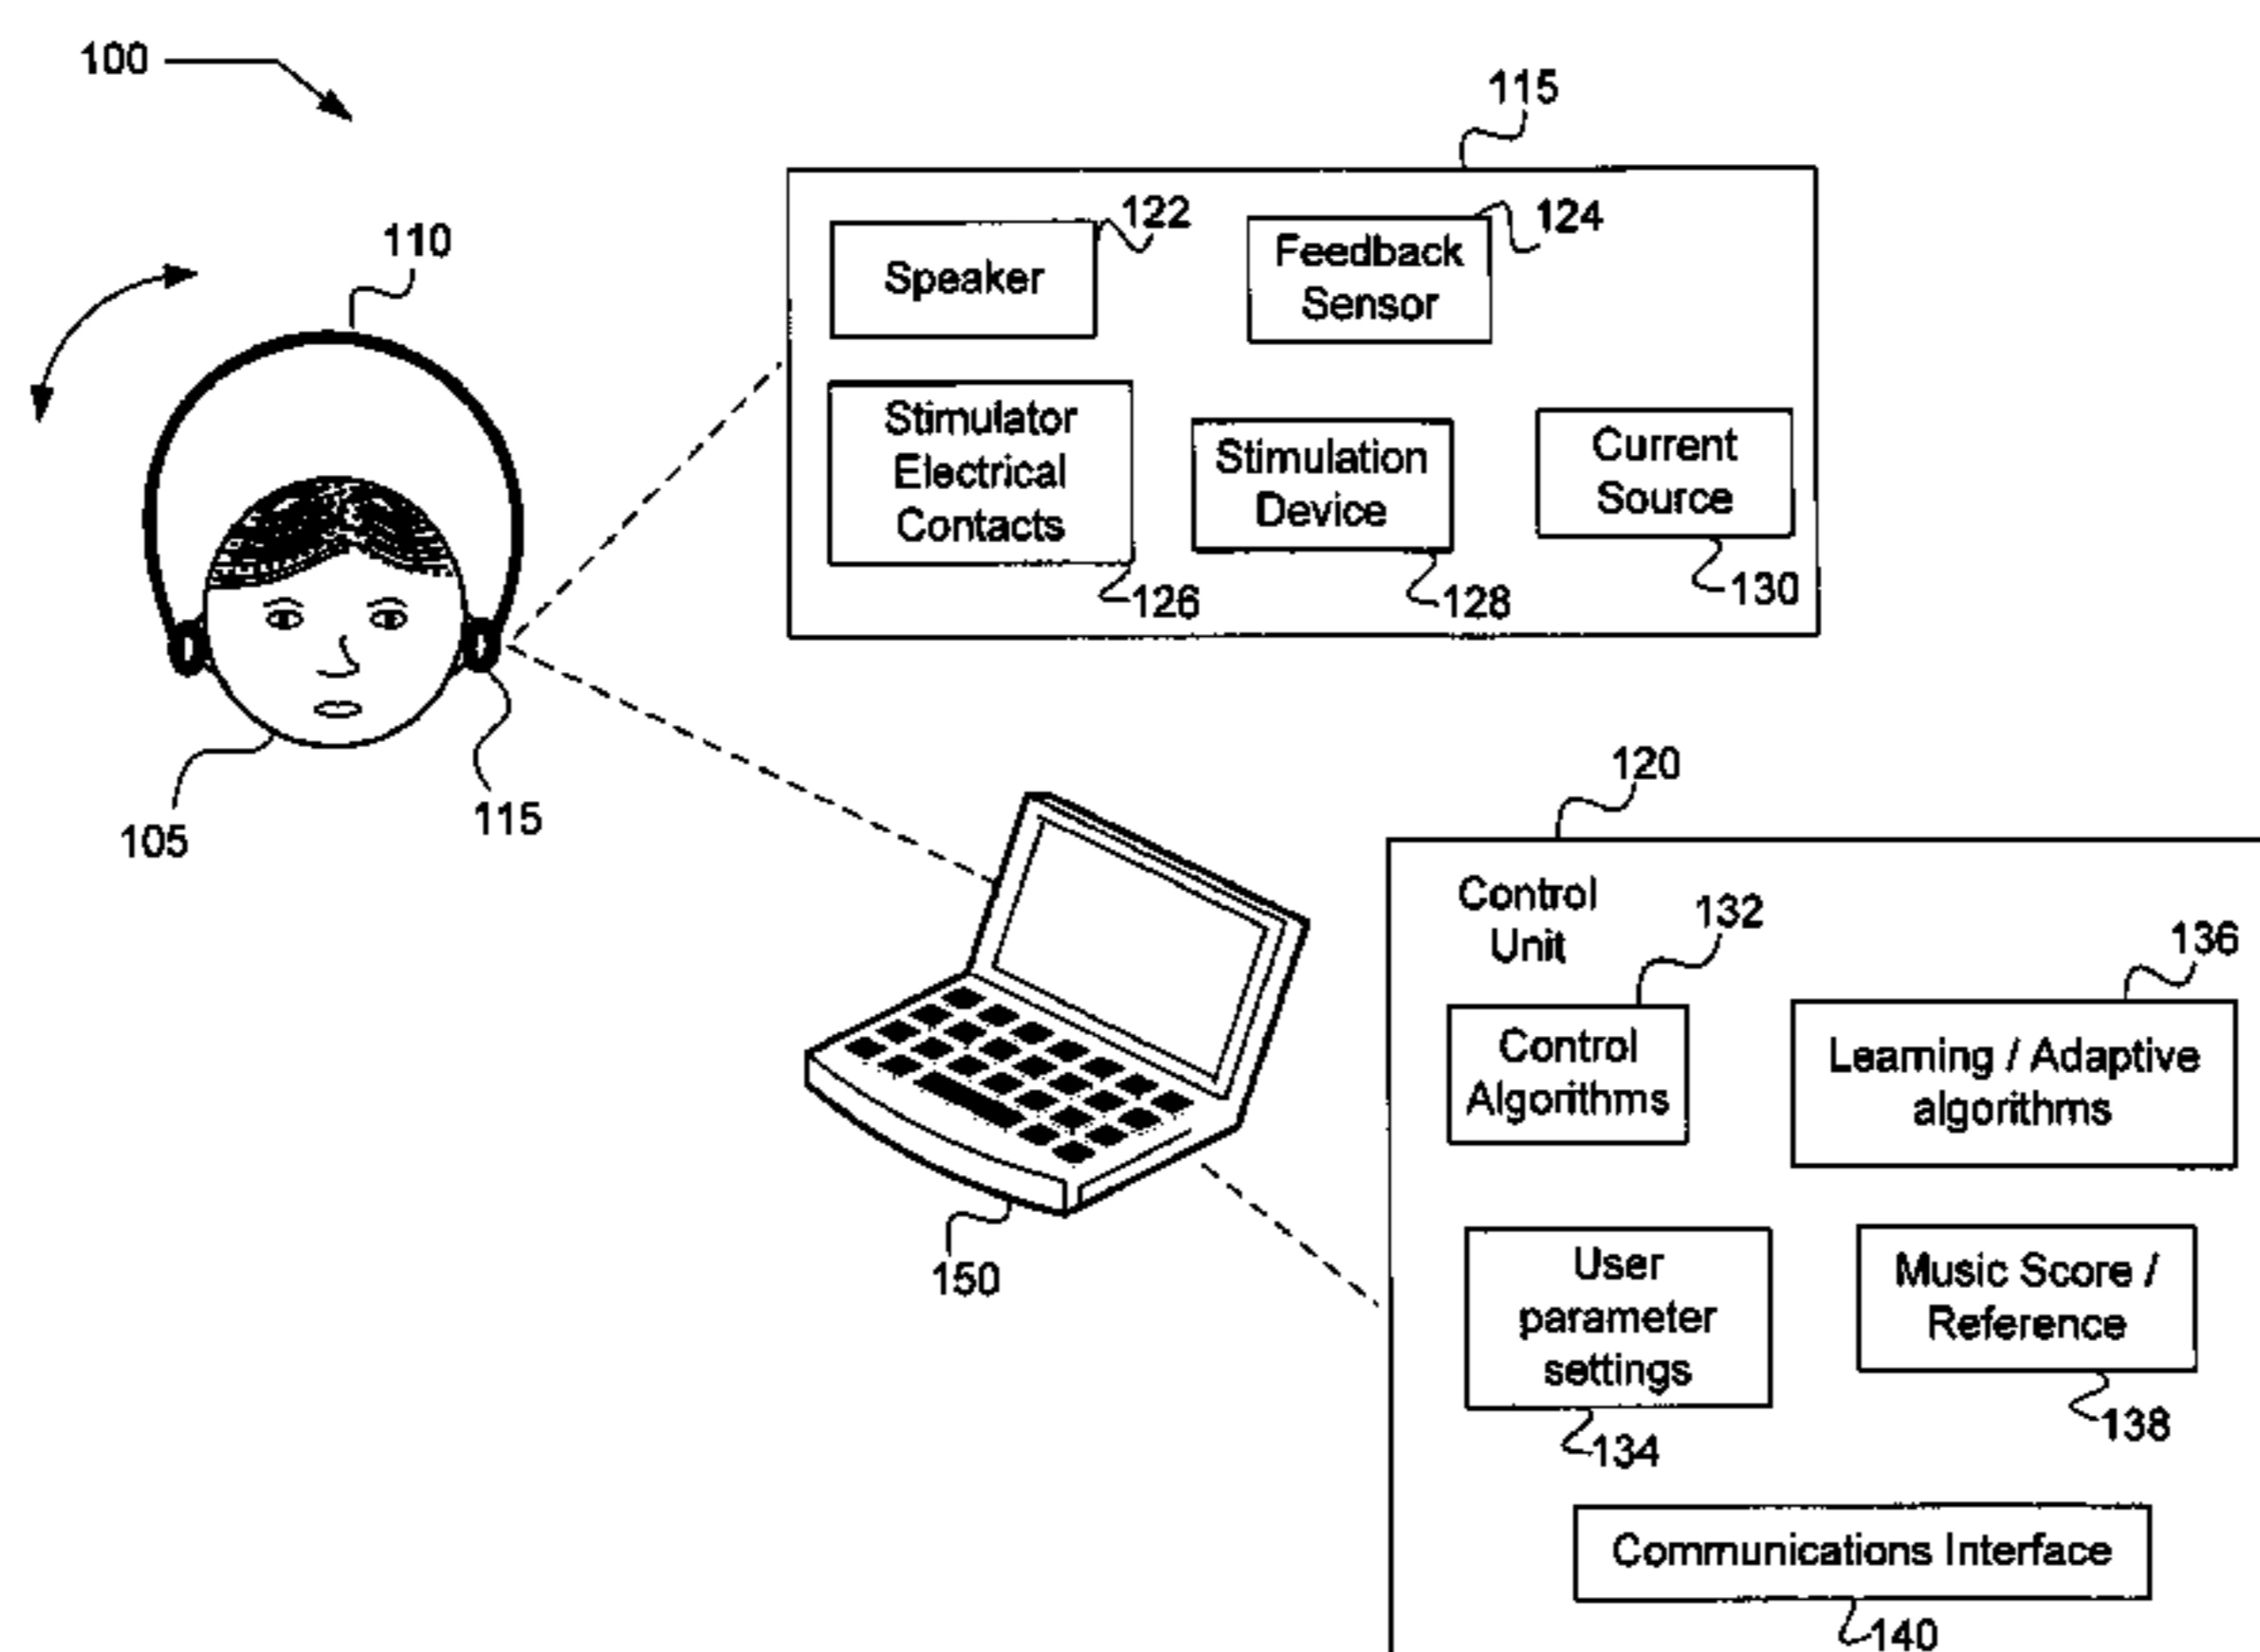 100
110
105
115
115
122
Speaker
124
Feedback
Sensor
Stimulator
Electrical
Contacts
126
Stimulation
Device
128
Current
Source
130
150
120
Control
Unit
132
Control
Algorithms
136
Learning / Adaptive
algorithms
User
parameter
settings
134
Music Score /
Reference
138
Communications Interface
140